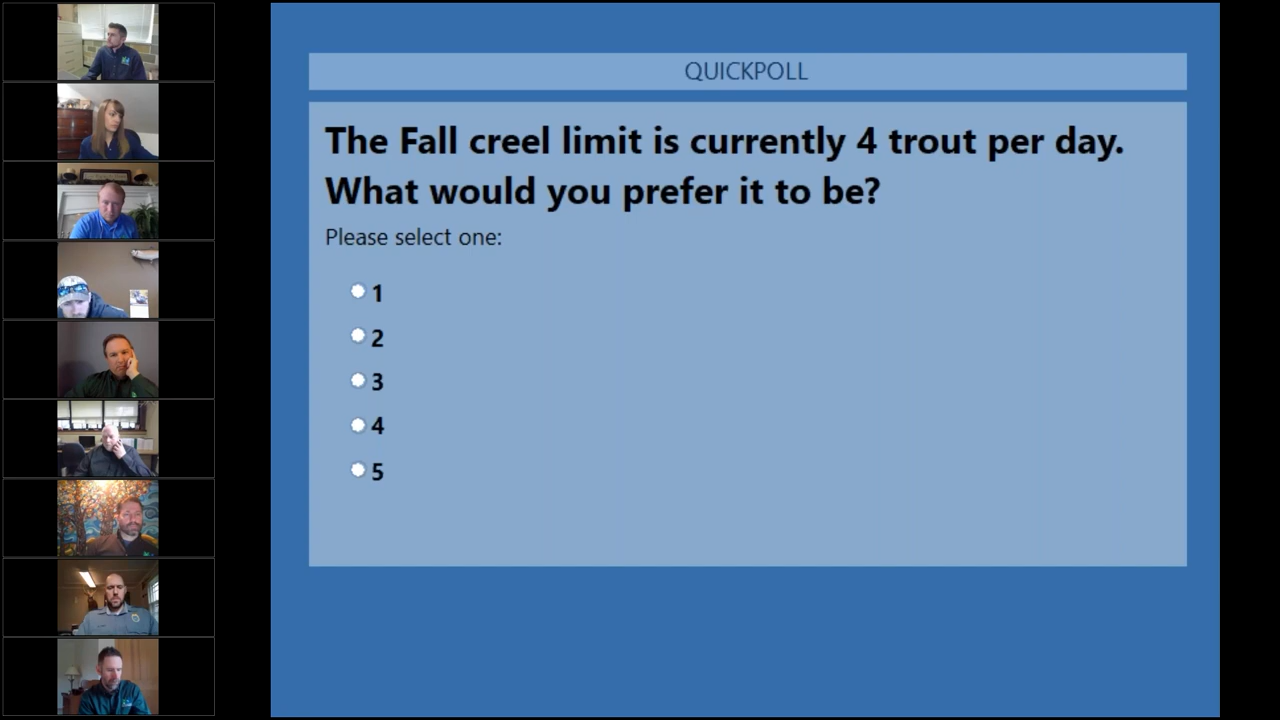 QUICKPOLL
The Fall creel limit is currently 4 trout per day.
What would you prefer it to be?
Please select one:
1
2
3
4
5